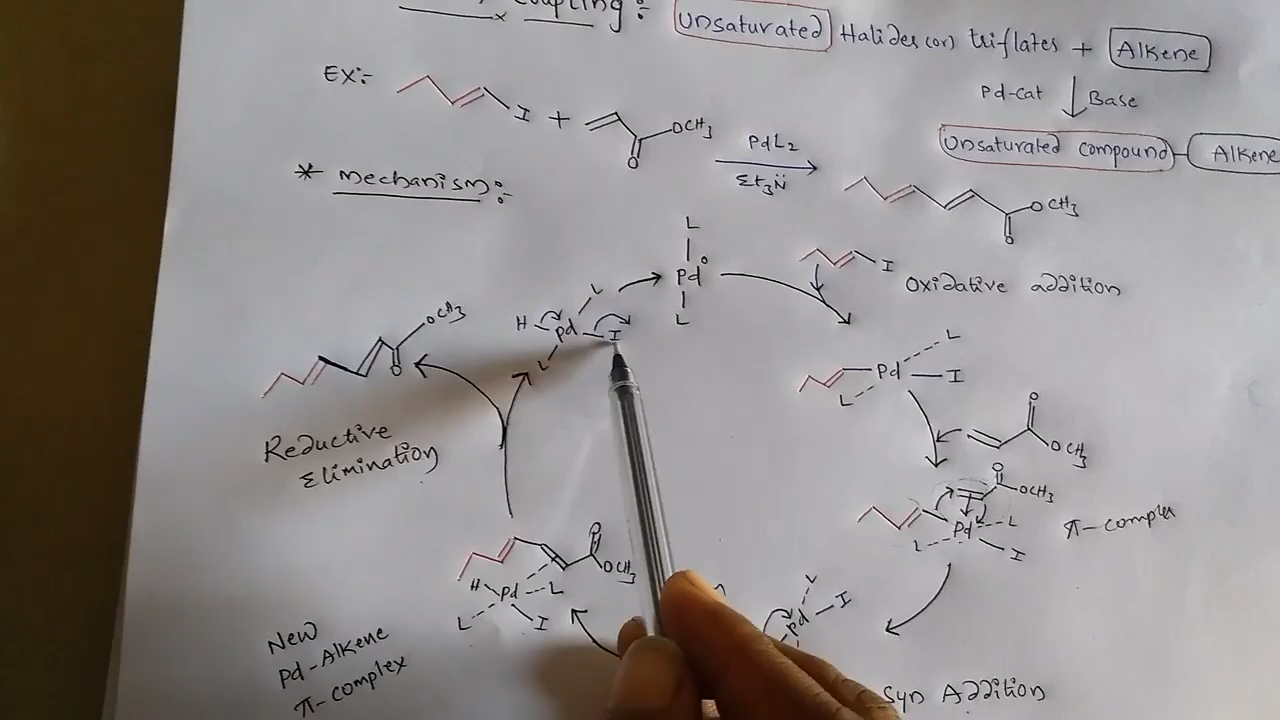 coupling:- Unsaturated Halides (or) triflates + Alkene
Pd-cat Base
Unsaturated compound - Alkene
Ex:- I + OCH3 O
PdL2
Et3N̈
OCH3 O
* mechanism:-
L
Pd°
L
I
Oxidative addition
H Pd I L L
OCH3 O
Reductive
Elimination
L Pd I L
O OCH3
O OCH3
Pd L L I
π-complex
O OCH3
H Pd L L I
New
Pd-Alkene
π-complex
L Pd I
Syn Addition